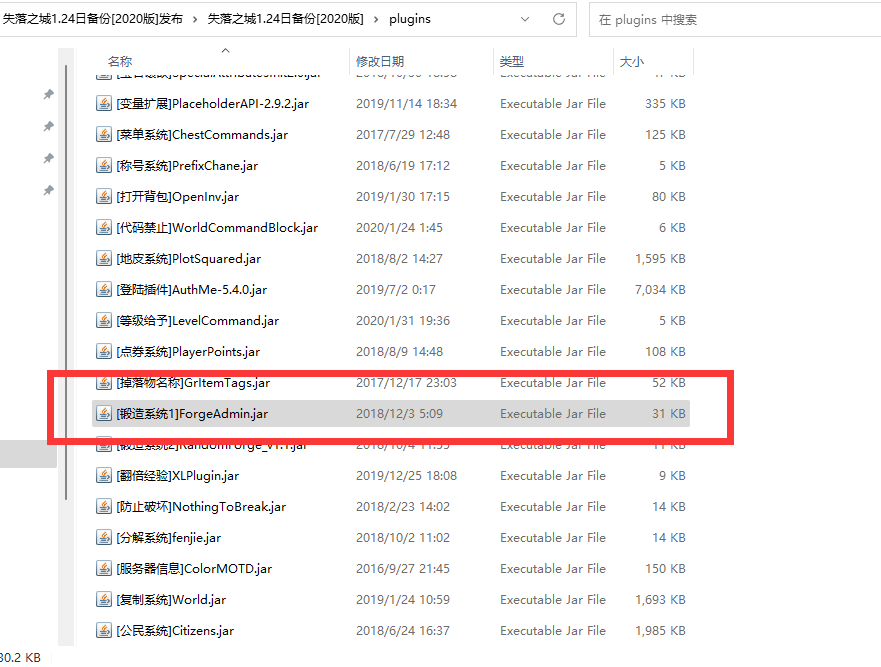 失落之城1.24日备份[2020版]发布 › 失落之城1.24日备份[2020版] › plugins 在 plugins 中搜索
名称 修改日期 类型 大小
[变量扩展]PlaceholderAPI-2.9.2.jar 2019/11/14 18:34 Executable Jar File 335 KB
[菜单系统]ChestCommands.jar 2017/7/29 12:48 Executable Jar File 125 KB
[称号系统]PrefixChane.jar 2018/6/19 17:12 Executable Jar File 5 KB
[打开背包]OpenInv.jar 2019/1/30 17:15 Executable Jar File 80 KB
[代码禁止]WorldCommandBlock.jar 2020/1/24 1:45 Executable Jar File 6 KB
[地皮系统]PlotSquared.jar 2018/8/2 14:27 Executable Jar File 1,595 KB
[登陆插件]AuthMe-5.4.0.jar 2019/7/2 0:17 Executable Jar File 7,034 KB
[等级给予]LevelCommand.jar 2020/1/31 19:36 Executable Jar File 5 KB
[点券系统]PlayerPoints.jar 2018/8/9 14:48 Executable Jar File 108 KB
[掉落物名称]GrItemTags.jar 2017/12/17 23:03 Executable Jar File 52 KB
[锻造系统1]ForgeAdmin.jar 2018/12/3 5:09 Executable Jar File 31 KB
[锻造系统2]RandomForge_v1.1.jar 2018/10/4 11:55 Executable Jar File 11 KB
[翻倍经验]XLPlugin.jar 2019/12/25 18:08 Executable Jar File 9 KB
[防止破坏]NothingToBreak.jar 2018/2/23 14:02 Executable Jar File 14 KB
[分解系统]fenjie.jar 2018/10/2 11:02 Executable Jar File 14 KB
[服务器信息]ColorMOTD.jar 2016/9/27 21:45 Executable Jar File 150 KB
[复制系统]World.jar 2019/1/24 10:59 Executable Jar File 1,693 KB
[公民系统]Citizens.jar 2018/6/24 16:37 Executable Jar File 1,985 KB
30.2 KB